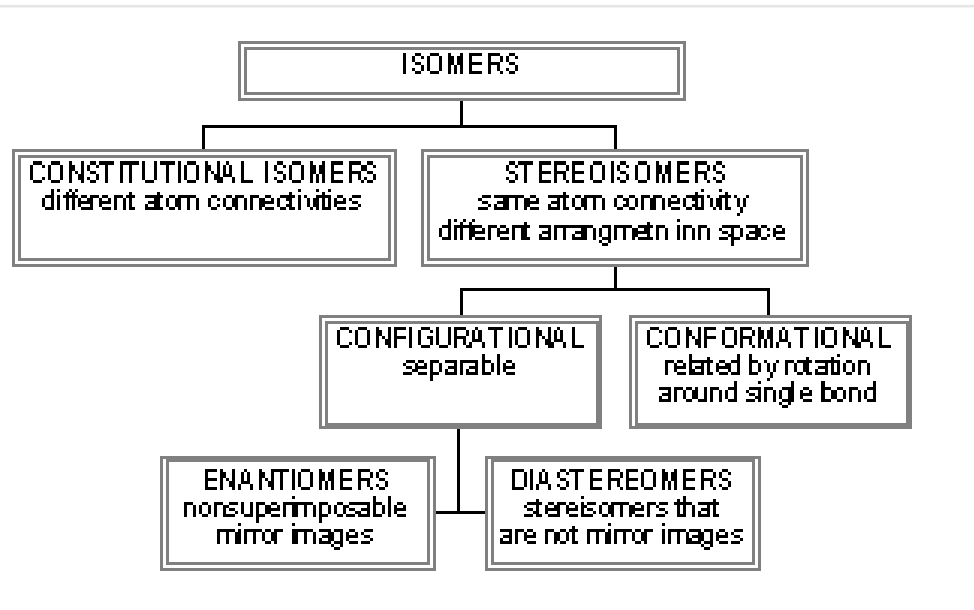 ISOMERS
CONSTITUTIONAL ISOMERS
different atom connectivities
STEREOISOMERS
same atom connectivity
different arrangmetn inn space
CONFIGURATIONAL
separable
CONFORMATIONAL
related by rotation
around single bond
ENANTIOMERS
nonsuperimposable
mirror images
DIASTEREOMERS
stereisomers that
are not mirror images